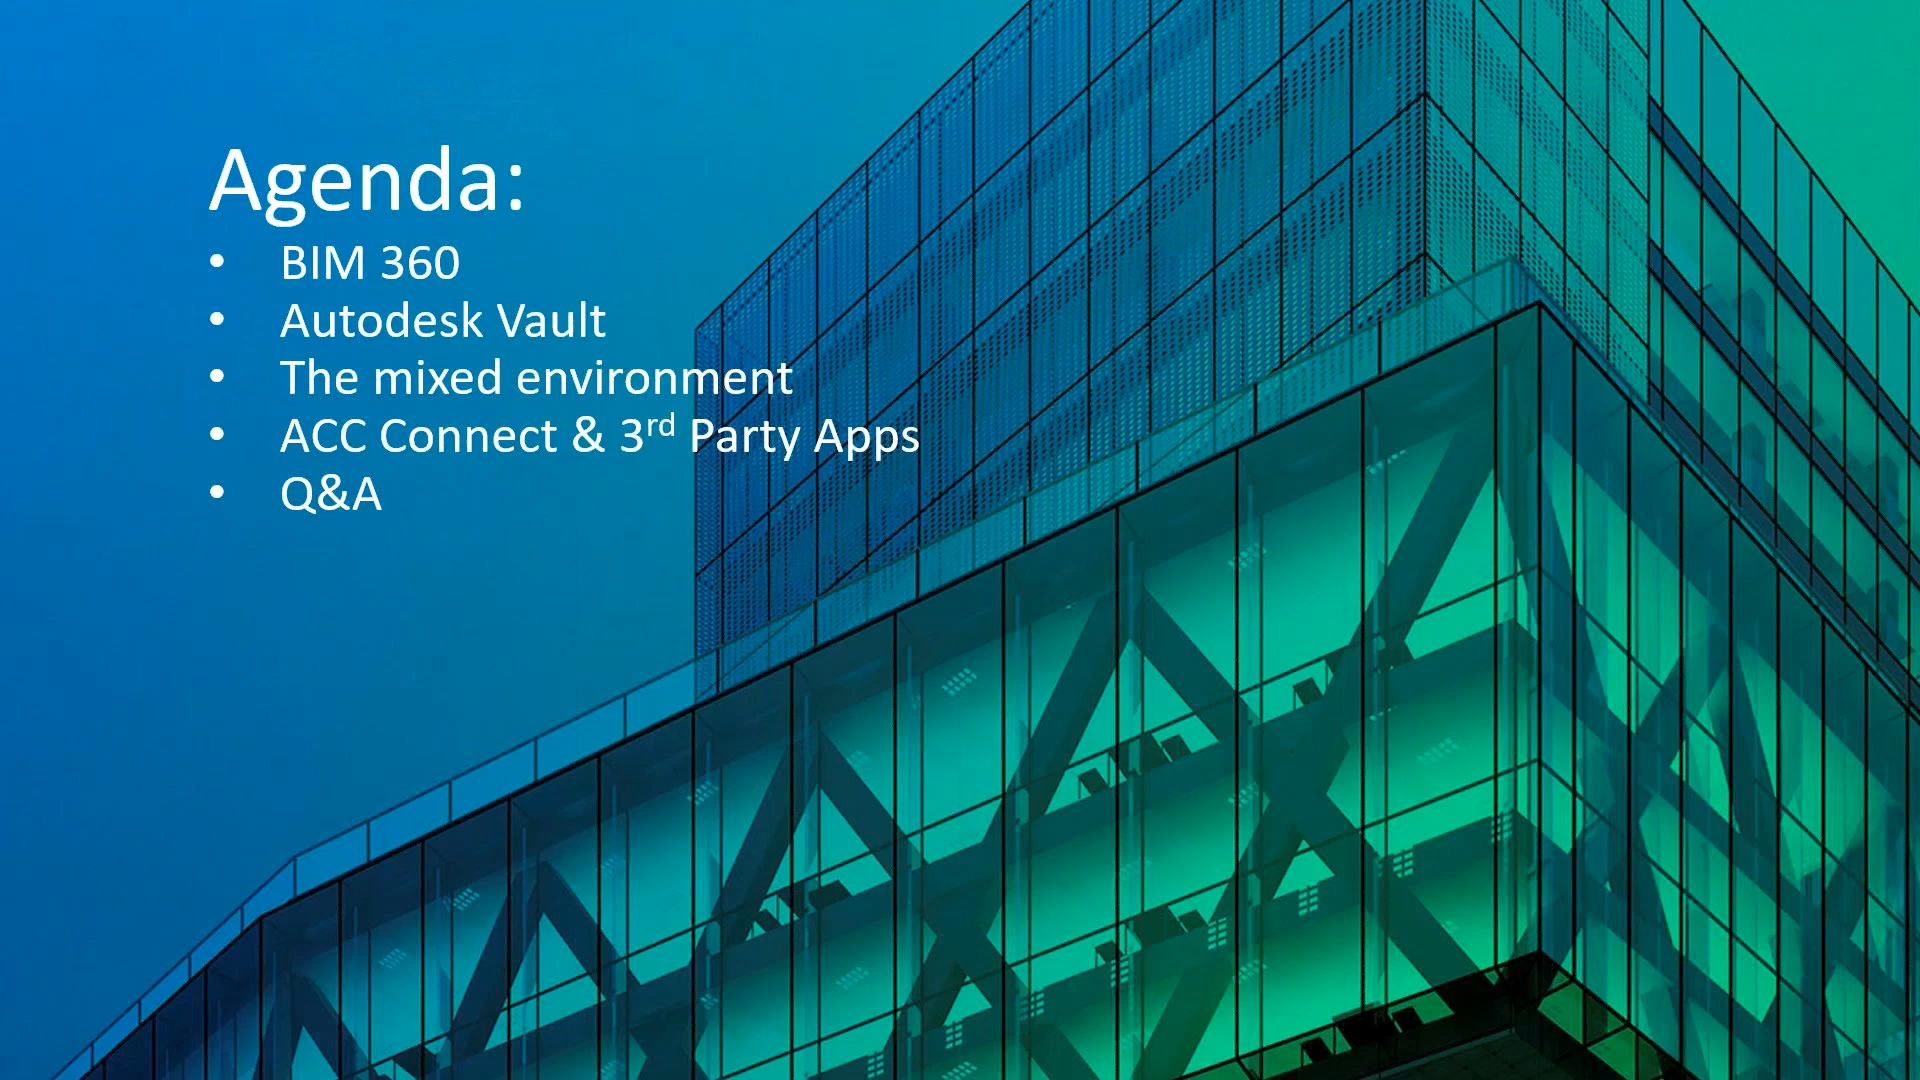 Agenda:
• BIM 360
• Autodesk Vault
• The mixed environment
• ACC Connect & 3rd Party Apps
• Q&A